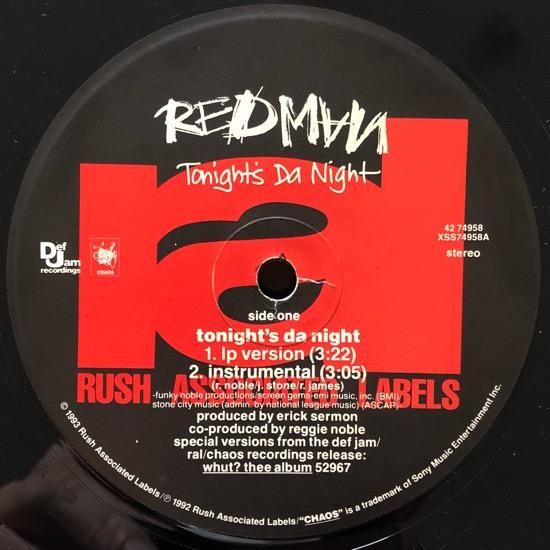 REDMAN
Tonight's Da Night
Def Jam recordings
CHAOS
42 74958
XSS74958A
stereo
side one
tonight's da night
1. lp version (3:22)
2. instrumental (3:05)
RUSH ASSOCIATED LABELS
(r. noble/j. stone/r. james)
-funky noble productions/screen gems-emi music, inc. (BMI)/
stone city music (admin. by national league music) (ASCAP)-
produced by erick sermon
co-produced by reggie noble
special versions from the def jam/
ral/chaos recordings release:
whut? thee album 52967
© 1993 Rush Associated Labels/℗ 1992 Rush Associated Labels/"CHAOS" is a trademark of Sony Music Entertainment Inc.